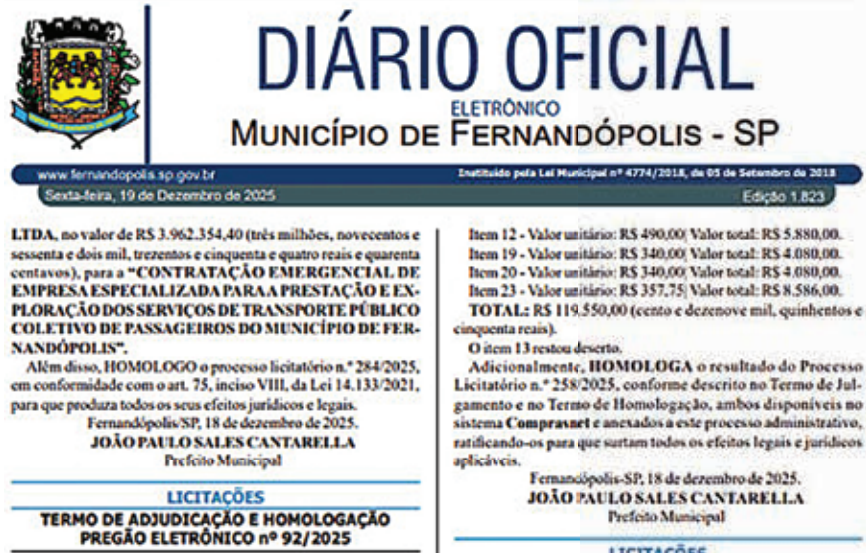 DIÁRIO OFICIAL
ELETRÔNICO
MUNICÍPIO DE FERNANDÓPOLIS - SP
www.fernandopolis.sp.gov.br
Instituído pela Lei Municipal nº 4774/2018, de 05 de Setembro de 2018
Sexta-feira, 19 de Dezembro de 2025
Edição 1.823
LTDA, no valor de R$ 3.962.354,40 (três milhões, novecentos e
sessenta e dois mil, trezentos e cinquenta e quatro reais e quarenta
centavos), para a “CONTRATAÇÃO EMERGENCIAL DE
EMPRESA ESPECIALIZADA PARA A PRESTAÇÃO E EX-
PLORAÇÃO DOS SERVIÇOS DE TRANSPORTE PÚBLICO
COLETIVO DE PASSAGEIROS DO MUNICÍPIO DE FER-
NANDÓPOLIS”.
Além disso, HOMOLOGO o processo licitatório n.º 284/2025,
em conformidade com o art. 75, inciso VIII, da Lei 14.133/2021,
para que produza todos os seus efeitos jurídicos e legais.
Fernandópolis/SP, 18 de dezembro de 2025.
JOÃO PAULO SALES CANTARELLA
Prefeito Municipal
LICITAÇÕES
TERMO DE ADJUDICAÇÃO E HOMOLOGAÇÃO
PREGÃO ELETRÔNICO nº 92/2025
Item 12 - Valor unitário: R$ 490,00| Valor total: R$ 5.880,00.
Item 19 - Valor unitário: R$ 340,00| Valor total: R$ 4.080,00.
Item 20 - Valor unitário: R$ 340,00| Valor total: R$ 4.080,00.
Item 23 - Valor unitário: R$ 357,75| Valor total: R$ 8.586,00.
TOTAL: R$ 119.550,00 (cento e dezenove mil, quinhentos e
cinquenta reais).
O item 13 restou deserto.
Adicionalmente, HOMOLOGA o resultado do Processo
Licitatório n.º 258/2025, conforme descrito no Termo de Jul-
gamento e no Termo de Homologação, ambos disponíveis no
sistema Comprasnet e anexados a este processo administrativo,
ratificando-os para que surtam todos os efeitos legais e jurídicos
aplicáveis.
Fernandópolis-SP, 18 de dezembro de 2025.
JOÃO PAULO SALES CANTARELLA
Prefeito Municipal
LICITAÇÕES